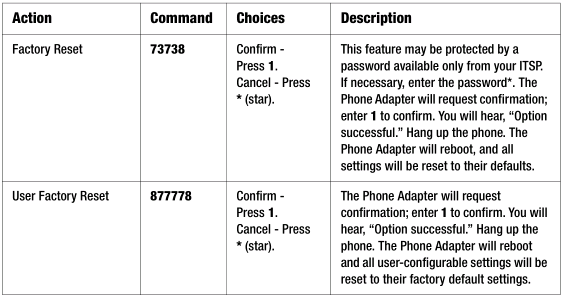 Action Command Choices Description
Factory Reset 73738 Confirm - This feature may be protected by a
Press 1. password available only from your ITSP.
Cancel - Press If necessary, enter the password*. The
* (star). Phone Adapter will request confirmation;
enter 1 to confirm. You will hear, “Option
successful.” Hang up the phone. The
Phone Adapter will reboot, and all
settings will be reset to their defaults.
User Factory Reset 877778 Confirm - The Phone Adapter will request
Press 1. confirmation; enter 1 to confirm. You will
Cancel - Press hear, “Option successful.” Hang up the
* (star). phone. The Phone Adapter will reboot
and all user-configurable settings will be
reset to their factory default settings.